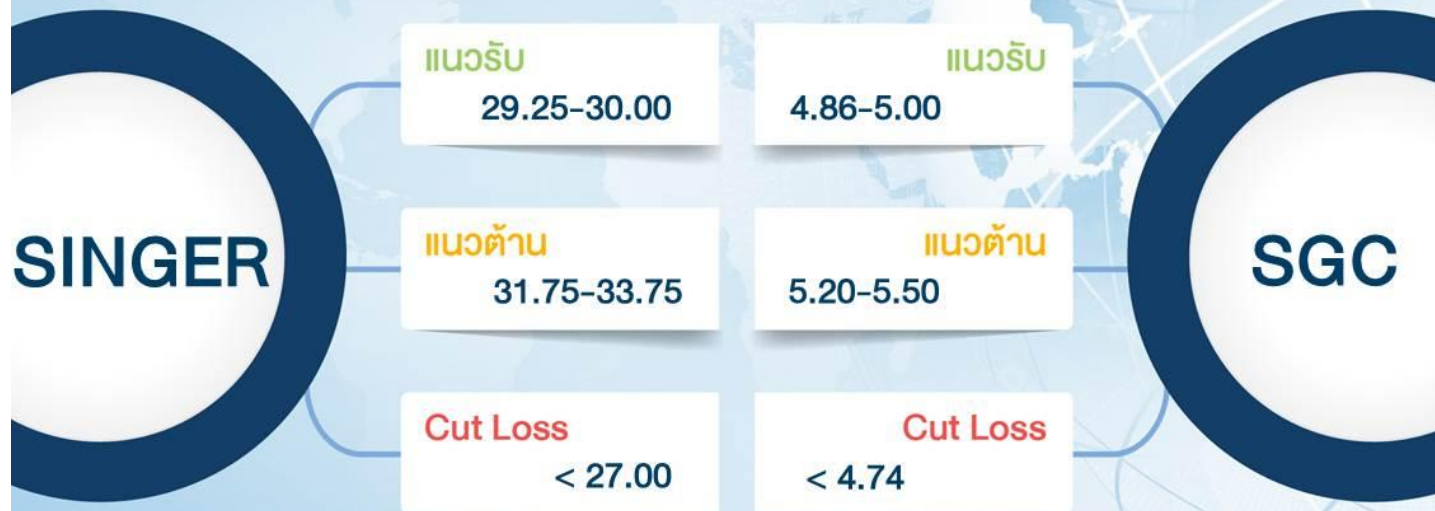 SINGER
แนวรับ
29.25-30.00
แนวต้าน
31.75-33.75
Cut Loss
< 27.00
แนวรับ
4.86-5.00
แนวต้าน
5.20-5.50
Cut Loss
< 4.74
SGC